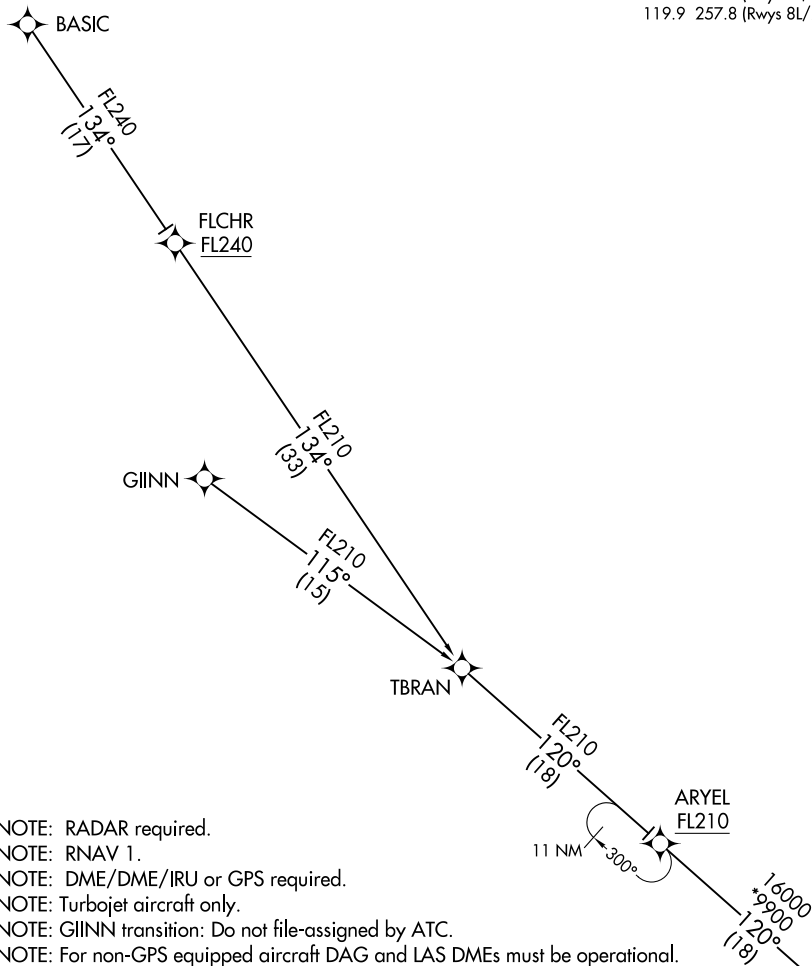 119.9 257.8 (Rwys 8L/
BASIC
FL240
134°
(17)
FLCHR
FL240
FL210
134°
(33)
GIINN
FL210
115°
(15)
TBRAN
FL210
120°
(18)
ARYEL
FL210
11 NM
300°
16000
*9900
120°
(18)
NOTE: RADAR required.
NOTE: RNAV 1.
NOTE: DME/DME/IRU or GPS required.
NOTE: Turbojet aircraft only.
NOTE: GIINN transition: Do not file-assigned by ATC.
NOTE: For non-GPS equipped aircraft DAG and LAS DMEs must be operational.